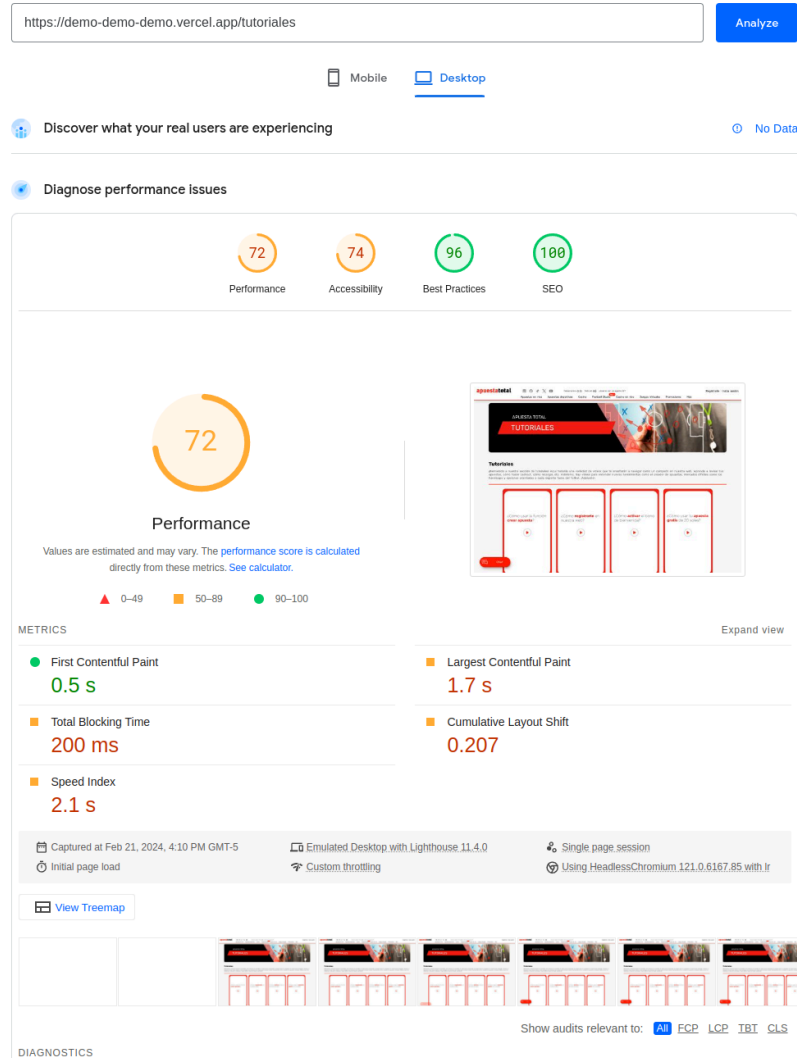 https://demo-demo-demo.vercel.app/tutoriales
Analyze
Mobile
Desktop
Discover what your real users are experiencing
No Data
Diagnose performance issues
72
74
96
100
Performance
Accessibility
Best Practices
SEO
72
Performance
Values are estimated and may vary. The performance score is calculated
directly from these metrics. See calculator.
0–49
50–89
90–100
apuestatotal
APUESTA TOTAL
TUTORIALES
Tutoriales
METRICS
Expand view
First Contentful Paint
0.5 s
Largest Contentful Paint
1.7 s
Total Blocking Time
200 ms
Cumulative Layout Shift
0.207
Speed Index
2.1 s
Captured at Feb 21, 2024, 4:10 PM GMT-5
Emulated Desktop with Lighthouse 11.4.0
Single page session
Initial page load
Custom throttling
Using HeadlessChromium 121.0.6167.85 with lr
View Treemap
Show audits relevant to:
All
FCP
LCP
TBT
CLS
DIAGNOSTICS